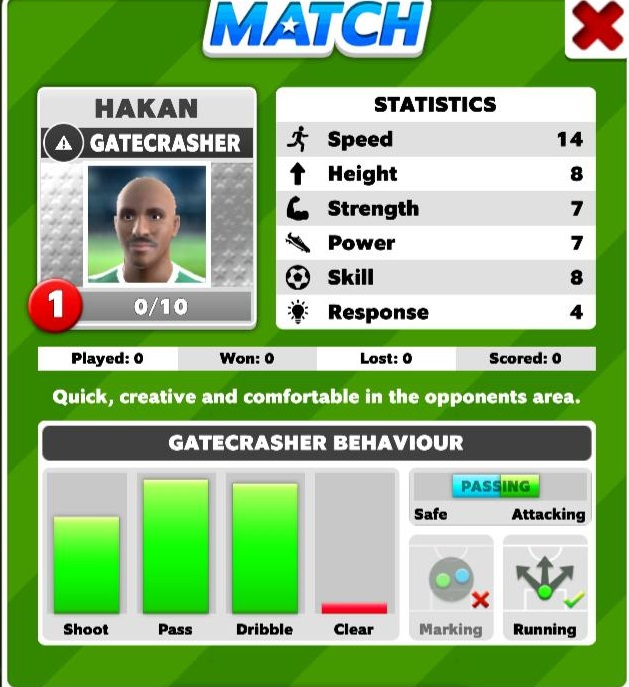 MATCH
HAKAN
GATECRASHER
1
0/10
STATISTICS
Speed 14
Height 8
Strength 7
Power 7
Skill 8
Response 4
Played: 0 Won: 0 Lost: 0 Scored: 0
Quick, creative and comfortable in the opponents area.
GATECRASHER BEHAVIOUR
Shoot Pass Dribble Clear
PASSING
Safe Attacking
Marking Running